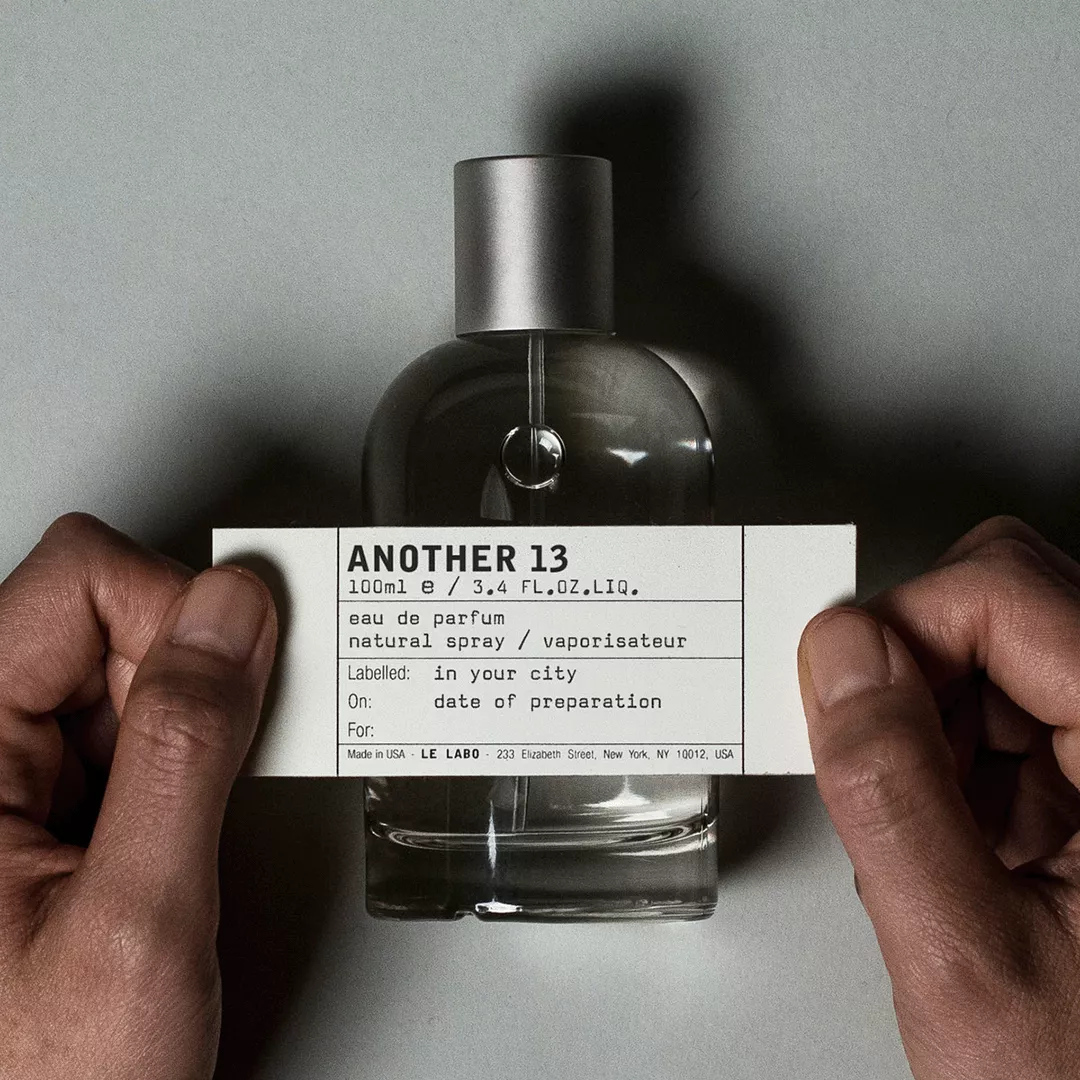 ANOTHER 13
100ml e / 3.4 FL.OZ.LIQ.
eau de parfum
natural spray / vaporisateur
Labelled: in your city
On: date of preparation
For:
Made in USA - LE LABO - 233 Elizabeth Street, New York, NY 10012, USA